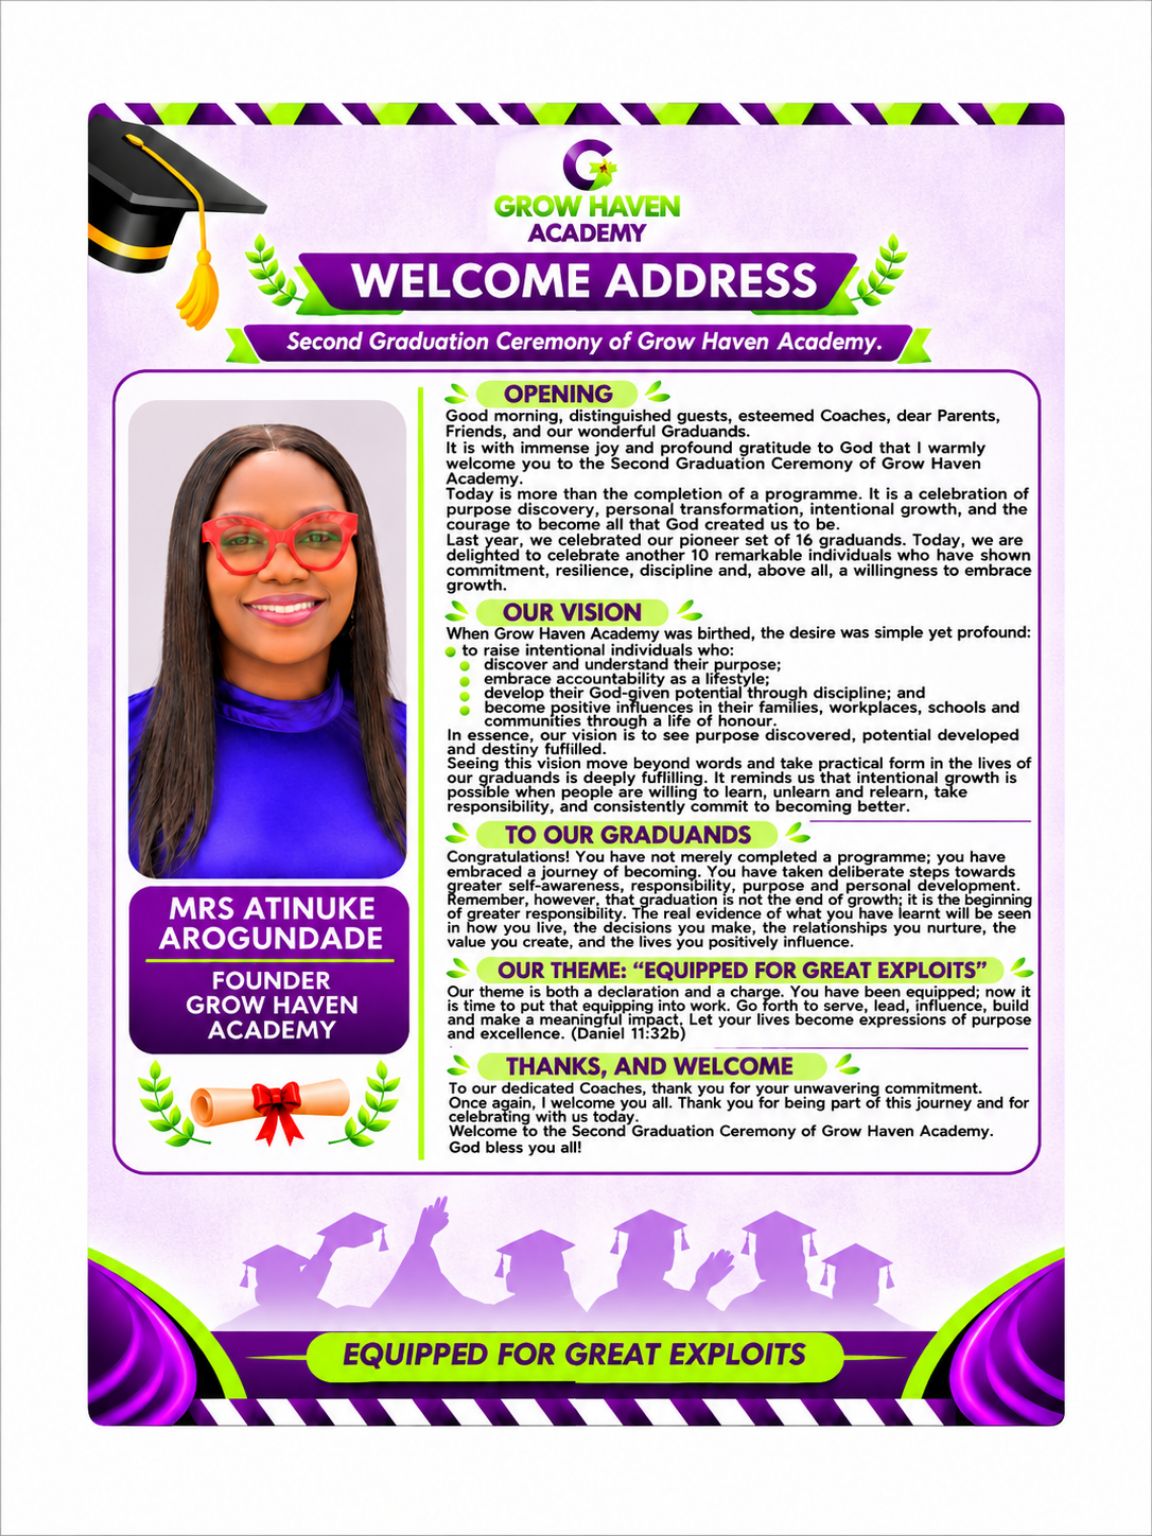 GROW HAVEN
ACADEMY
WELCOME ADDRESS
Second Graduation Ceremony of Grow Haven Academy.
MRS ATINUKE
AROGUNDADE
FOUNDER
GROW HAVEN
ACADEMY
OPENING
Good morning, distinguished guests, esteemed Coaches, dear Parents,
Friends, and our wonderful Graduands.
It is with immense joy and profound gratitude to God that I warmly
welcome you to the Second Graduation Ceremony of Grow Haven
Academy.
Today is more than the completion of a programme. It is a celebration of
purpose discovery, personal transformation, intentional growth, and the
courage to become all that God created us to be.
Last year, we celebrated our pioneer set of 16 graduands. Today, we are
delighted to celebrate another 10 remarkable individuals who have shown
commitment, resilience, discipline and, above all, a willingness to embrace
growth.
OUR VISION
When Grow Haven Academy was birthed, the desire was simple yet profound:
to raise intentional individuals who:
discover and understand their purpose;
embrace accountability as a lifestyle;
develop their God-given potential through discipline; and
become positive influences in their families, workplaces, schools and
communities through a life of honour.
In essence, our vision is to see purpose discovered, potential developed
and destiny fuffilled.
Seeing this vision move beyond words and take practical form in the lives of
our graduands is deeply fuflilling. It reminds us that intentional growth is
possible when people are willing to learn, unlearn and relearn, take
responsibility, and consistently commit to becoming better.
TO OUR GRADUANDS
Congratulations! You have not merely completed a programme; you have
embraced a journey of becoming. You have taken deliberate steps towards
greater self-awareness, responsibility, purpose and personal development.
Remember, however, that graduation is not the end of growth; it is the beginning
of greater responsibility. The real evidence of what you have learnt will be seen
in how you live, the decisions you make, the relationships you nurture, the
value you create, and the lives you positively influence.
OUR THEME: “EQUIPPED FOR GREAT EXPLOITS”
Our theme is both a declaration and a charge. You have been equipped; now it
is time to put that equipping into work. Go forth to serve, lead, influence, build
and make a meaningful impact. Let your lives become expressions of purpose
and excellence. (Daniel 11:32b)
THANKS, AND WELCOME
To our dedicated Coaches, thank you for your unwavering commitment.
Once again, I welcome you all. Thank you for being part of this journey and for
celebrating with us today.
Welcome to the Second Graduation Ceremony of Grow Haven Academy.
God bless you all!
EQUIPPED FOR GREAT EXPLOITS